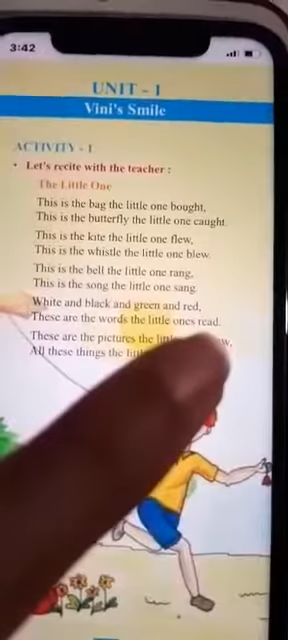 3:42
UNIT - 1
Vini's Smile
ACTIVITY - 1
• Let's recite with the teacher :
The Little One
This is the bag the little one bought,
This is the butterfly the little one caught.
This is the kite the little one flew,
This is the whistle the little one blew.
This is the bell the little one rang,
This is the song the little one sang.
White and black and green and red,
These are the words the little ones read.
These are the pictures the
All these things the